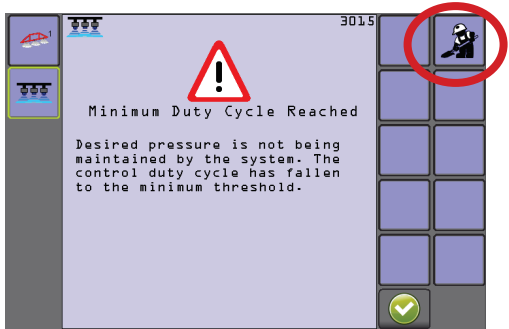 3015
1
Minimum Duty Cycle Reached
Desired pressure is not being
maintained by the system. The
control duty cycle has fallen
to the minimum threshold.